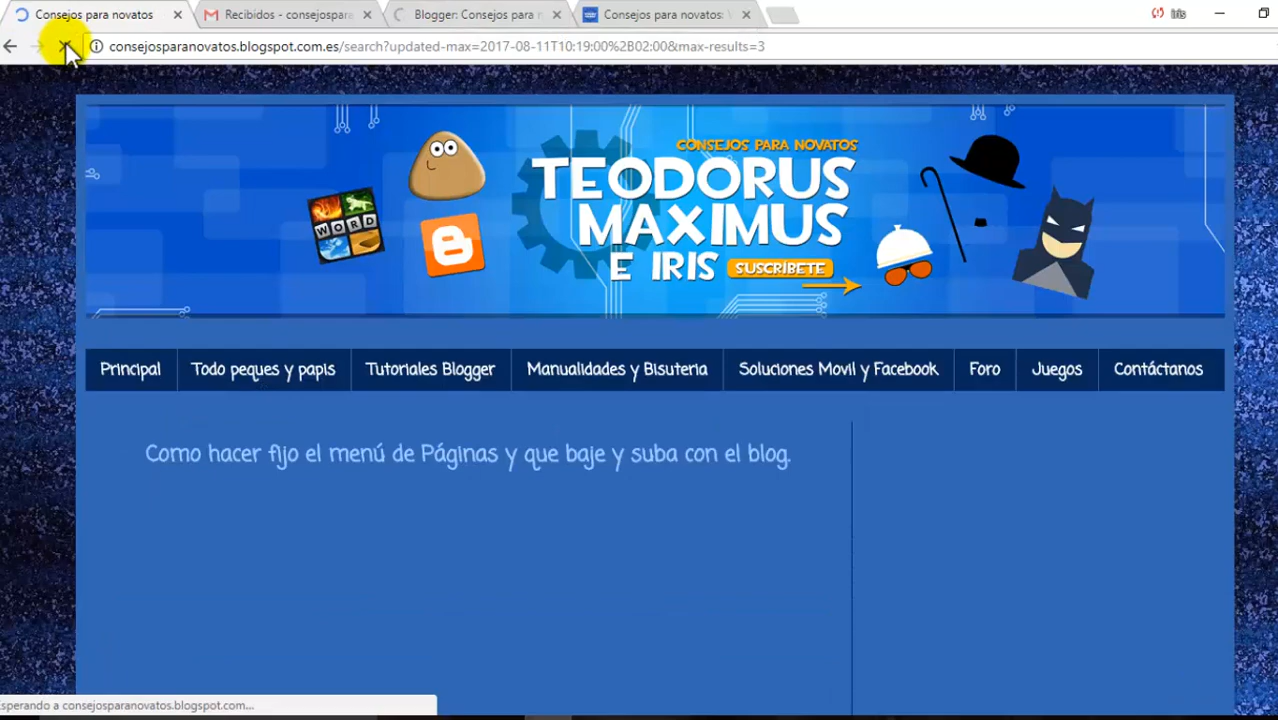 Consejos para novatos
Recibidos - consejospara
Blogger: Consejos para n
Consejos para novatos: V
Iris
consejosparanovatos.blogspot.com.es/search?updated-max=2017-08-11T10:19:00%2B02:00&max-results=3
CONSEJOS PARA NOVATOS
TEODORUS
MAXIMUS
E IRIS
SUSCRÍBETE
WORD
Principal
Todo peques y papis
Tutoriales Blogger
Manualidades y Bisuteria
Soluciones Movil y Facebook
Foro
Juegos
Contáctanos
Como hacer fijo el menú de Páginas y que baje y suba con el blog.
sperando a consejosparanovatos.blogspot.com...